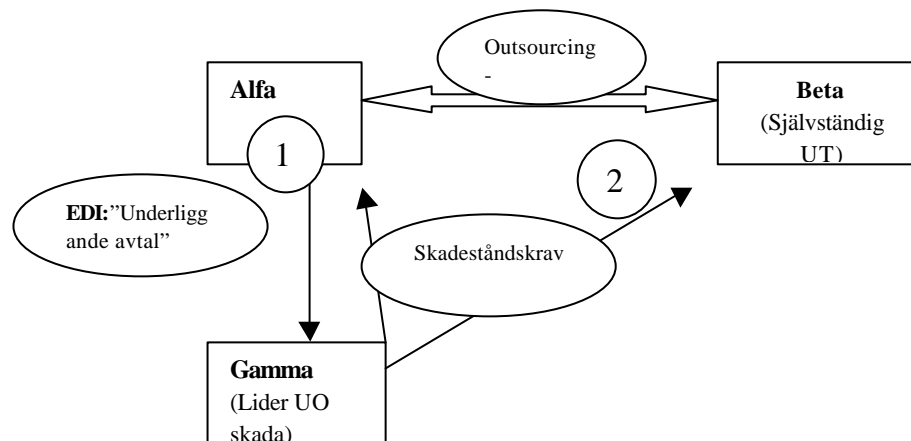 Outsourcing
-
Alfa
Beta
(Självständig
UT)
1
2
EDI:”Underligg
ande avtal”
Skadeståndskrav
Gamma
(Lider UO
skada)